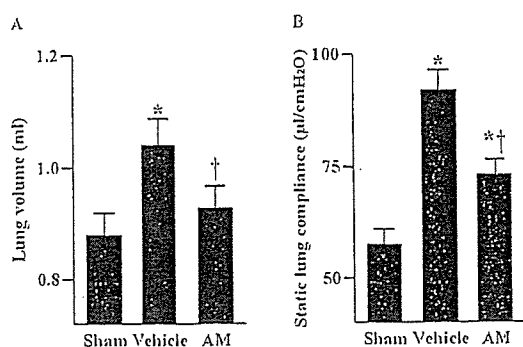 A
Lung volume (ml)
1.2
1.0
0.8
*
†
Sham Vehicle AM
B
Static lung compliance (μl/cmH2O)
100
75
50
*
*†
Sham Vehicle AM